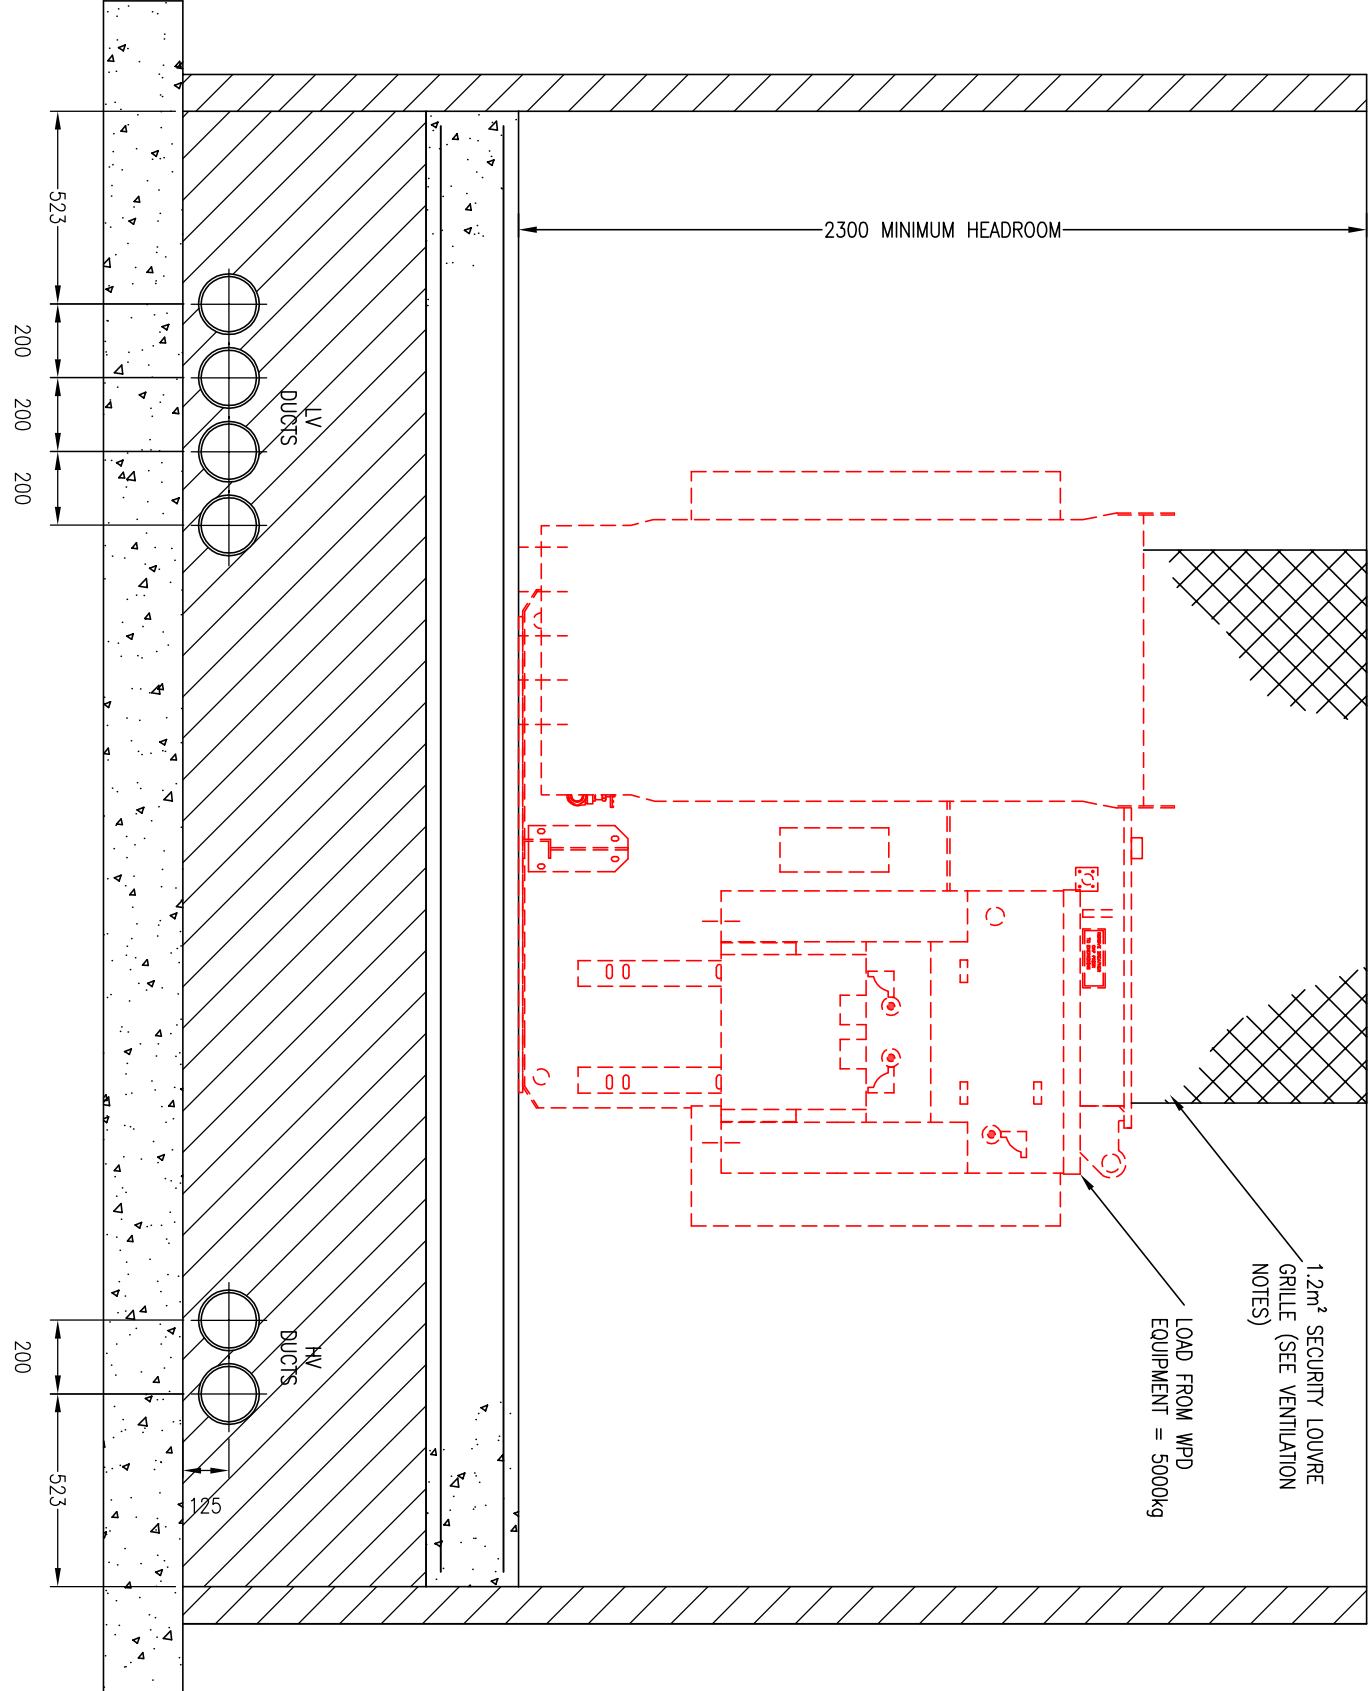 2300 MINIMUM HEADROOM
1.2m² SECURITY LOUVRE
GRILLE (SEE VENTILATION
NOTES)
LOAD FROM WPD
EQUIPMENT = 5000kg
LV
DUCTS
HV
DUCTS
125
523
200
200
200
200
523